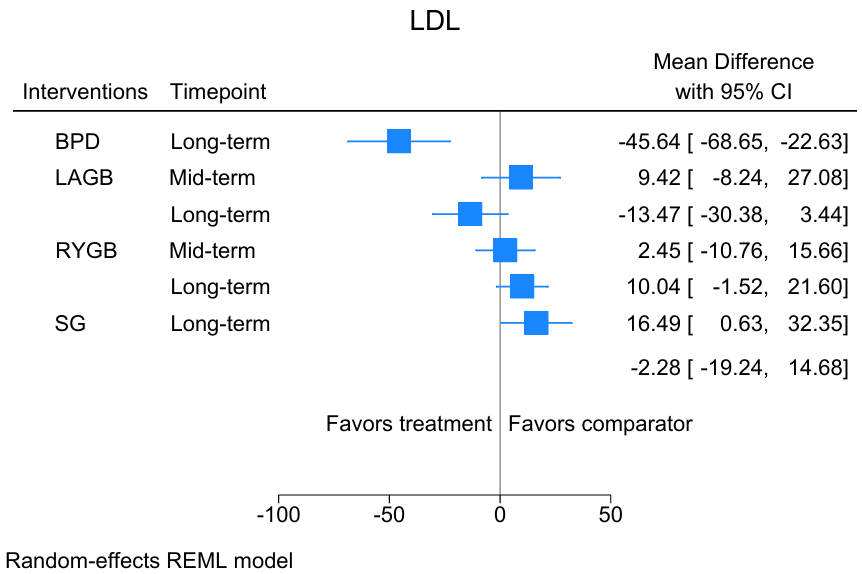 LDL
Mean Difference
Interventions Timepoint with 95% CI
BPD Long-term -45.64 [ -68.65, -22.63]
LAGB Mid-term 9.42 [ -8.24, 27.08]
Long-term -13.47 [ -30.38, 3.44]
RYGB Mid-term 2.45 [ -10.76, 15.66]
Long-term 10.04 [ -1.52, 21.60]
SG Long-term 16.49 [ 0.63, 32.35]
-2.28 [ -19.24, 14.68]
Favors treatment Favors comparator
-100 -50 0 50
Random-effects REML model